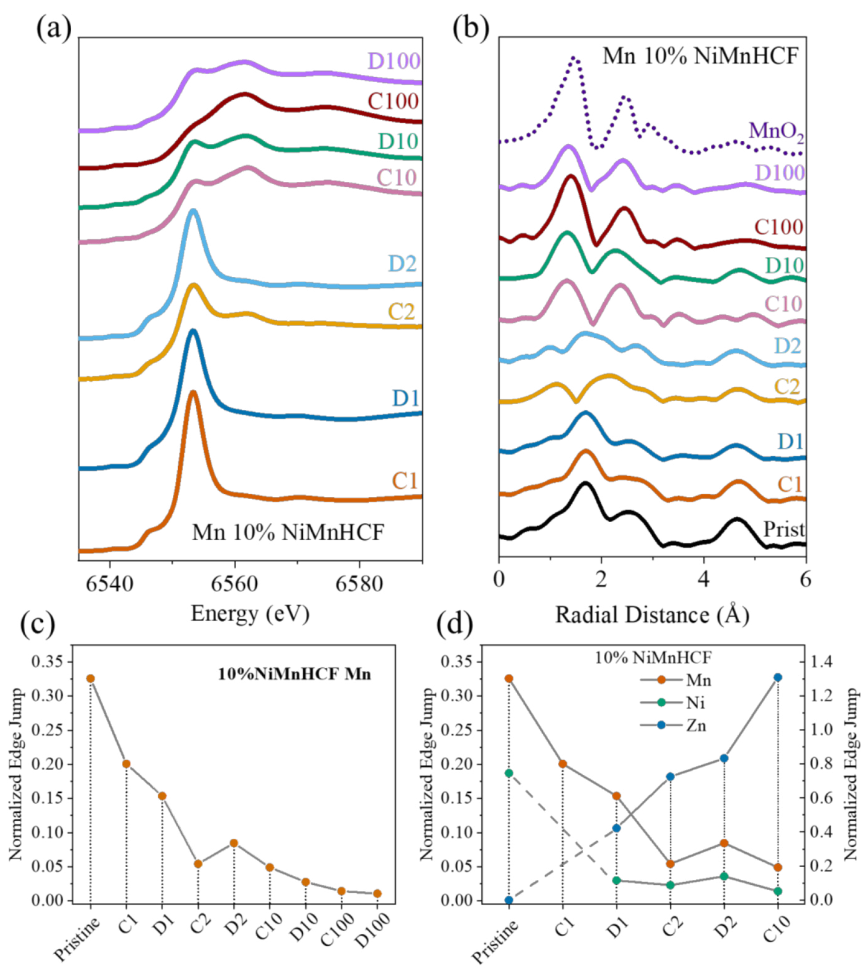 (a)
D100
C100
D10
C10
D2
C2
D1
C1
Mn 10% NiMnHCF
6540 6560 6580
Energy (eV)
(b)
Mn 10% NiMnHCF
MnO2
D100
C100
D10
C10
D2
C2
D1
C1
Prist
0 2 4 6
Radial Distance (Å)
(c)
10%NiMnHCF Mn
Normalized Edge Jump
0.35
0.30
0.25
0.20
0.15
0.10
0.05
0.00
Pristine C1 D1 C2 D2 C10 D10 C100 D100
(d)
10% NiMnHCF
Mn
Ni
Zn
Normalized Edge Jump
0.35
0.30
0.25
0.20
0.15
0.10
0.05
0.00
1.4
1.2
1.0
0.8
0.6
0.4
0.2
0.0
Normalized Edge Jump
Pristine C1 D1 C2 D2 C10